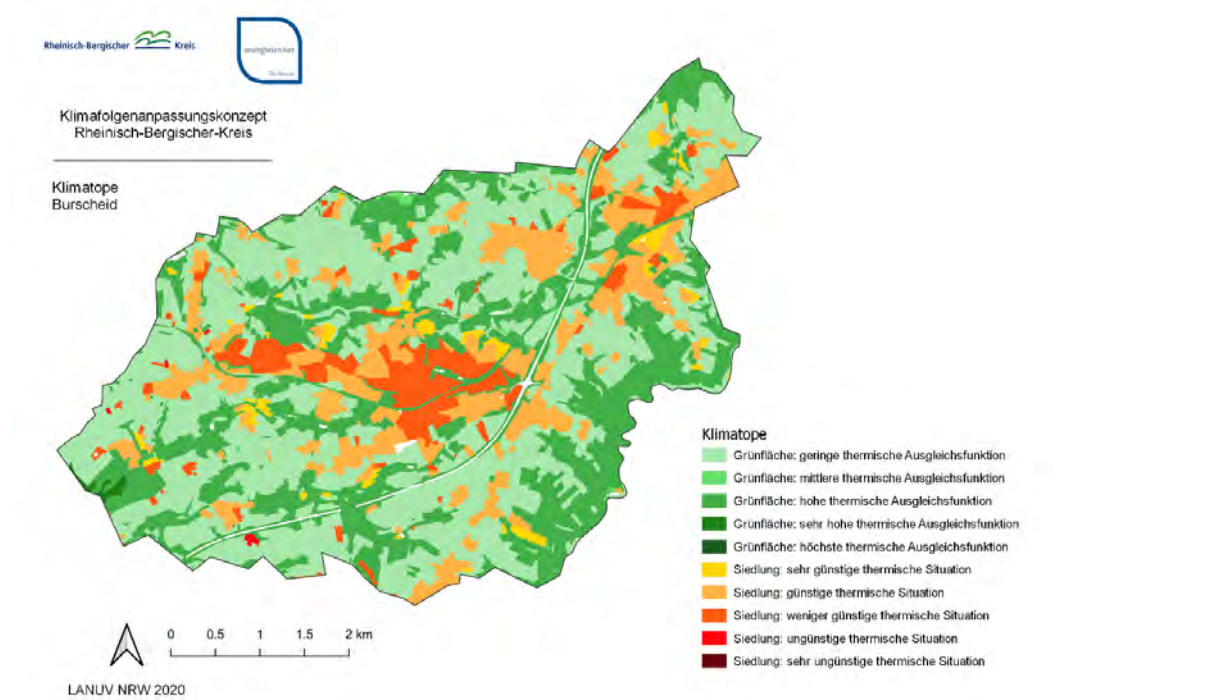 Rheinisch-Bergischer Kreis
energielenker
Klimafolgenanpassungskonzept
Rheinisch-Bergischer-Kreis
Klimatope
Burscheid
Klimatope
Grünfläche: geringe thermische Ausgleichsfunktion
Grünfläche: mittlere thermische Ausgleichsfunktion
Grünfläche: hohe thermische Ausgleichsfunktion
Grünfläche: sehr hohe thermische Ausgleichsfunktion
Grünfläche: höchste thermische Ausgleichsfunktion
Siedlung: sehr günstige thermische Situation
Siedlung: günstige thermische Situation
Siedlung: weniger günstige thermische Situation
Siedlung: ungünstige thermische Situation
Siedlung: sehr ungünstige thermische Situation
0 0.5 1 1.5 2 km
LANUV NRW 2020